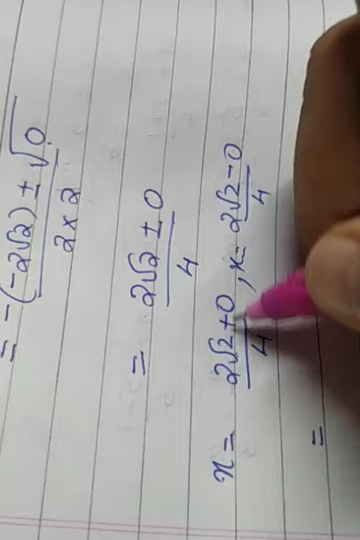 = -(-2√2) ± √0 / 2×2
= 2√2 ± 0 / 4
x = 2√2+0 / 4 , x = 2√2-0 / 4
=